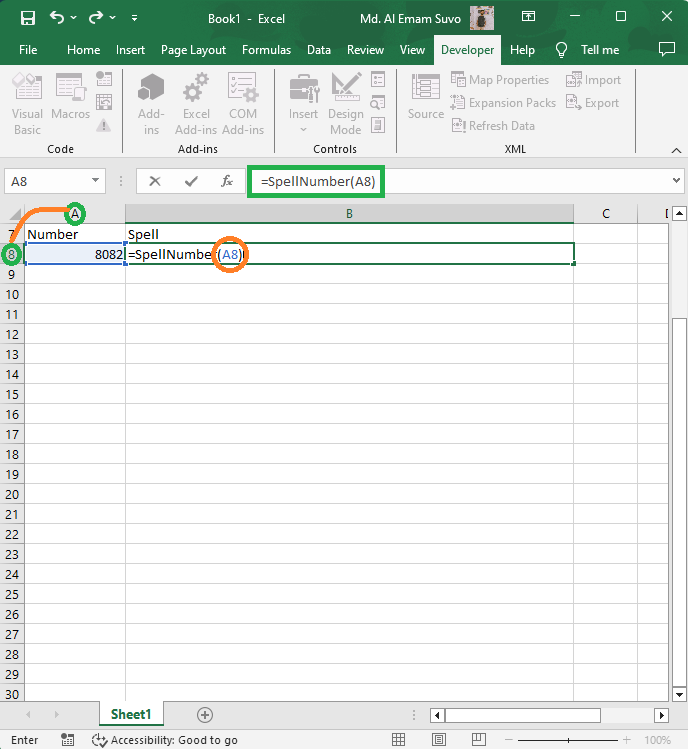 Book1 - Excel
Md. Al Emam Suvo
File Home Insert Page Layout Formulas Data Review View Developer Help Tell me
Visual Basic
Macros
Add-ins
Excel Add-ins
COM Add-ins
Insert
Design Mode
Source
Map Properties
Expansion Packs
Refresh Data
Import
Export
Code
Add-ins
Controls
XML
A8
fx
=SpellNumber(A8)
A B C
7 Number Spell
8 8082 =SpellNumber(A8)
9
10
11
12
13
14
15
16
17
18
19
20
21
22
23
24
25
26
27
28
29
30
Sheet1
Enter
Accessibility: Good to go
100%